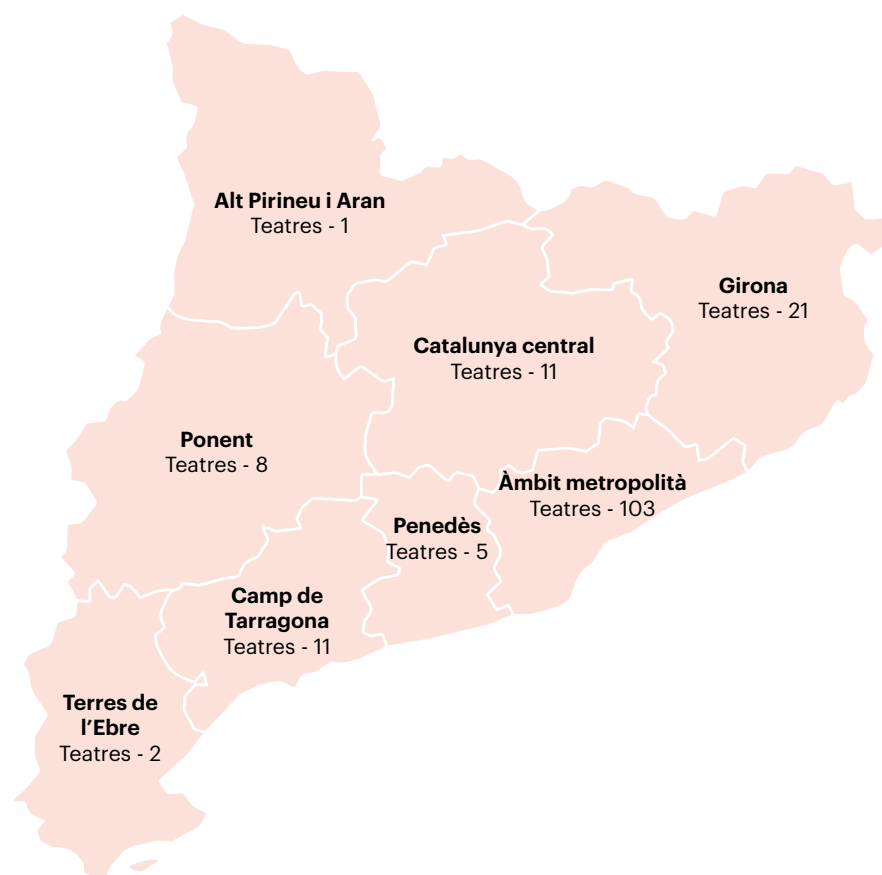 Alt Pirineu i Aran
Teatres - 1
Girona
Teatres - 21
Catalunya central
Teatres - 11
Ponent
Teatres - 8
Àmbit metropolità
Teatres - 103
Penedès
Teatres - 5
Camp de
Tarragona
Teatres - 11
Terres de
l’Ebre
Teatres - 2